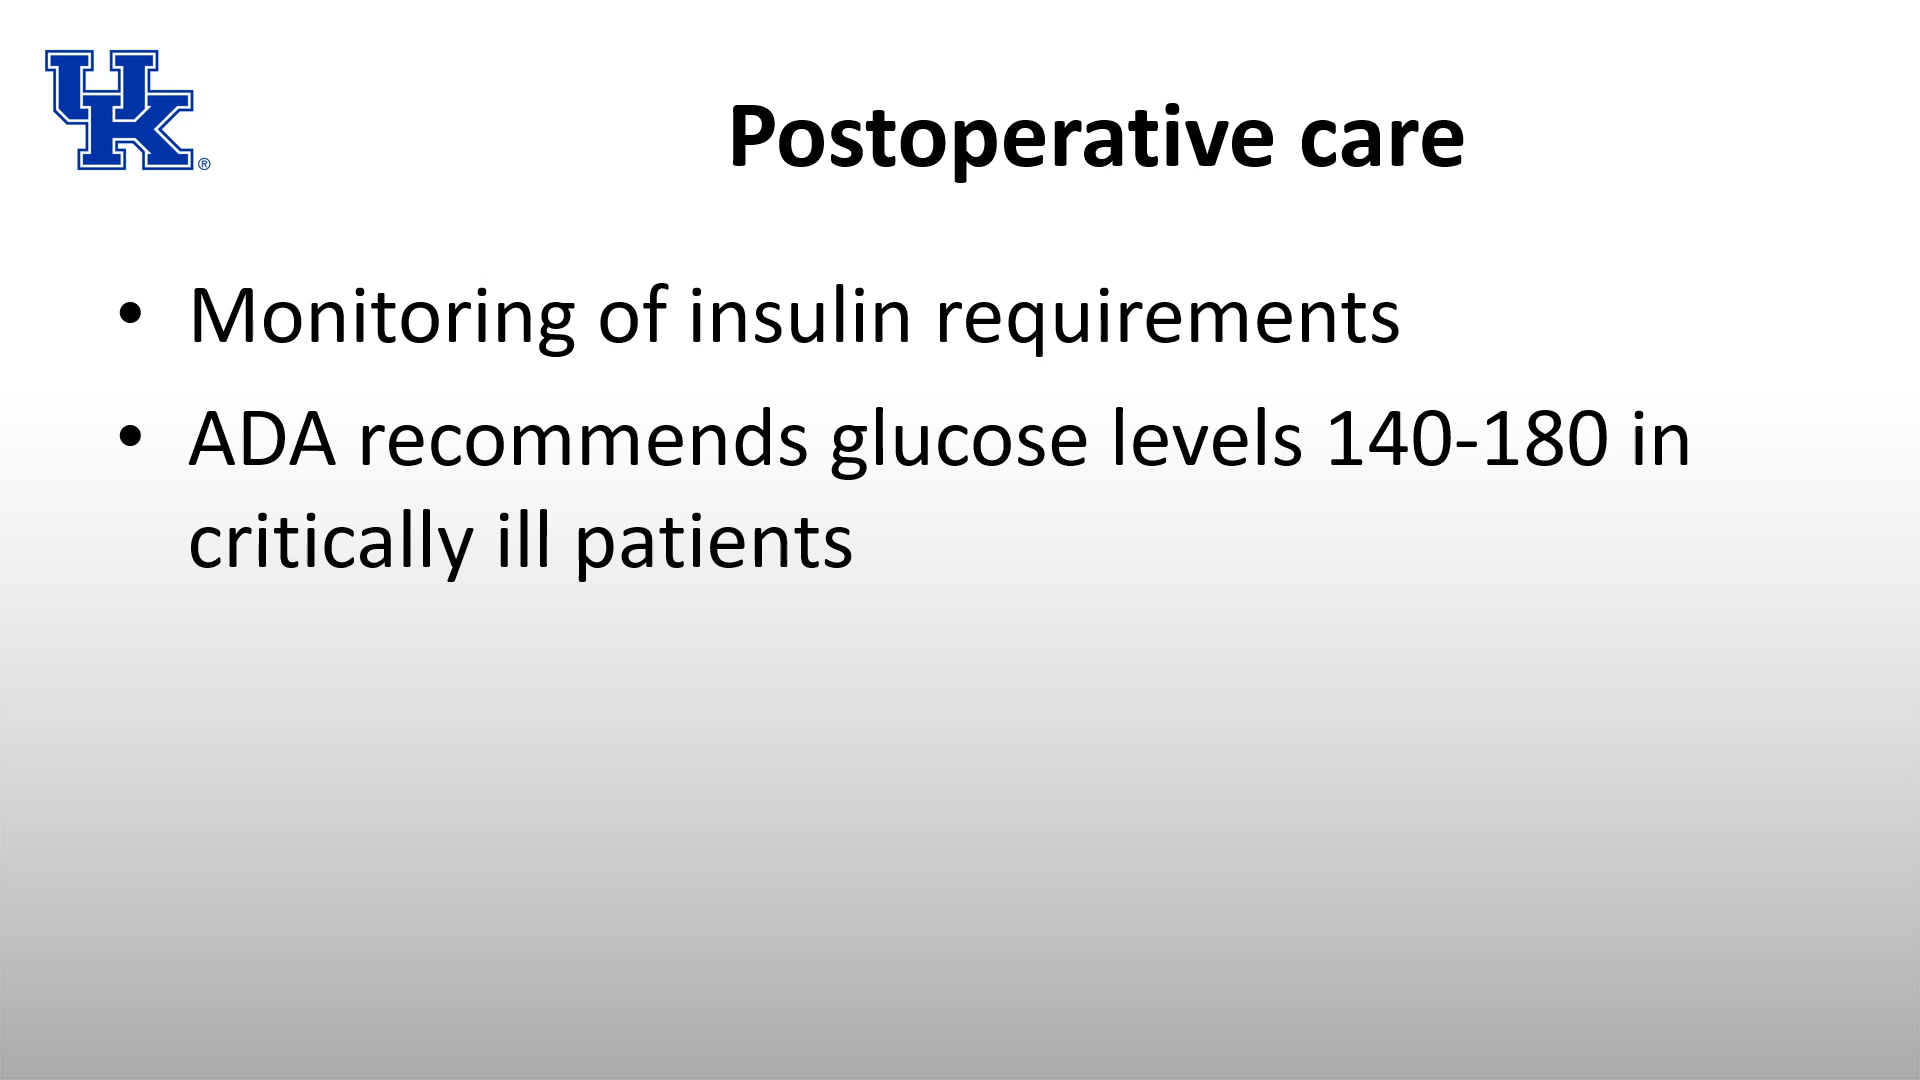 UK®
Postoperative care
• Monitoring of insulin requirements
• ADA recommends glucose levels 140-180 in
critically ill patients